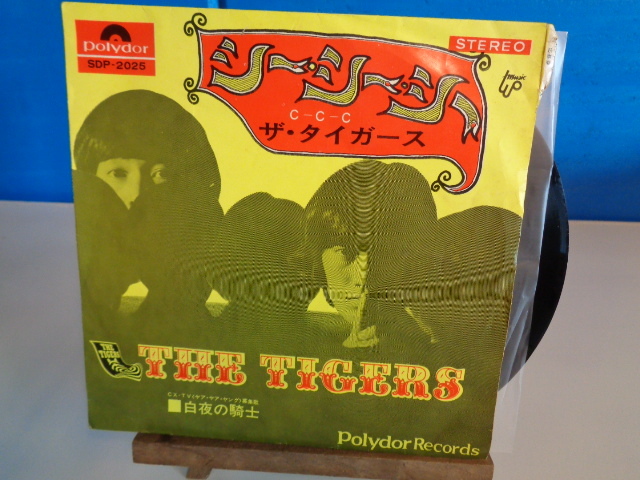 polydor
SDP-2025
STEREO
シー・シー・シー
C-C-C
ザ・タイガース
music
THE
TIGERS
THE TIGERS
■白夜の騎士
Polydor Records